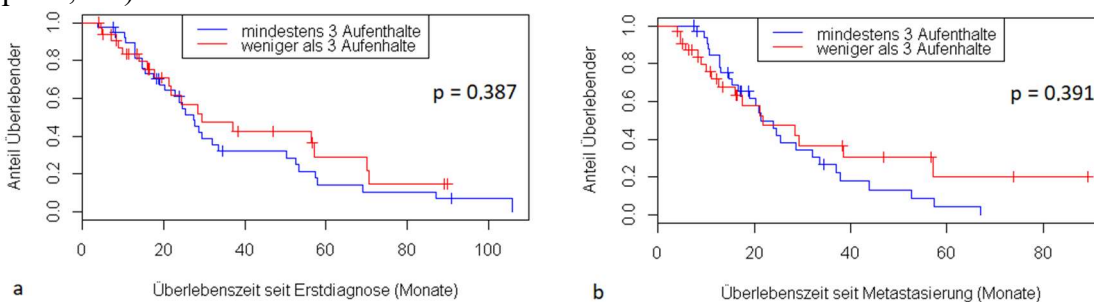 mindestens 3 Aufenthalte
weniger als 3 Aufenhalte
p = 0,387
Anteil Überlebender
0.0 0.2 0.4 0.6 0.8 1.0
0 20 40 60 80 100
a
Überlebenszeit seit Erstdiagnose (Monate)
mindestens 3 Aufenthalte
weniger als 3 Aufenthalte
p = 0,391
Anteil Überlebender
0.0 0.2 0.4 0.6 0.8 1.0
0 20 40 60 80
b
Überlebenszeit seit Metastasierung (Monate)